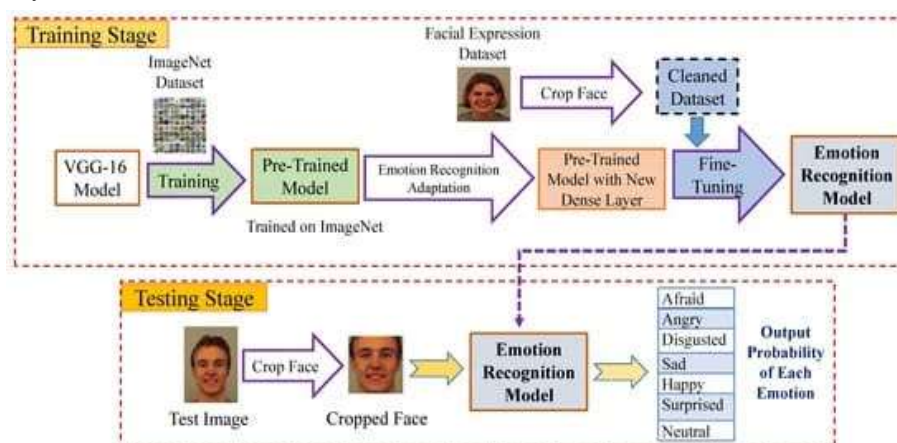 Training Stage
ImageNet
Dataset
Facial Expression
Dataset
Crop Face
Cleaned
Dataset
VGG-16
Model
Training
Pre-Trained
Model
Trained on ImageNet
Emotion Recognition
Adaptation
Pre-Trained
Model with New
Dense Layer
Fine-
Tuning
Emotion
Recognition
Model
Testing Stage
Test Image
Crop Face
Cropped Face
Emotion
Recognition
Model
Afraid
Angry
Disgusted
Sad
Happy
Surprised
Neutral
Output
Probability
of Each
Emotion